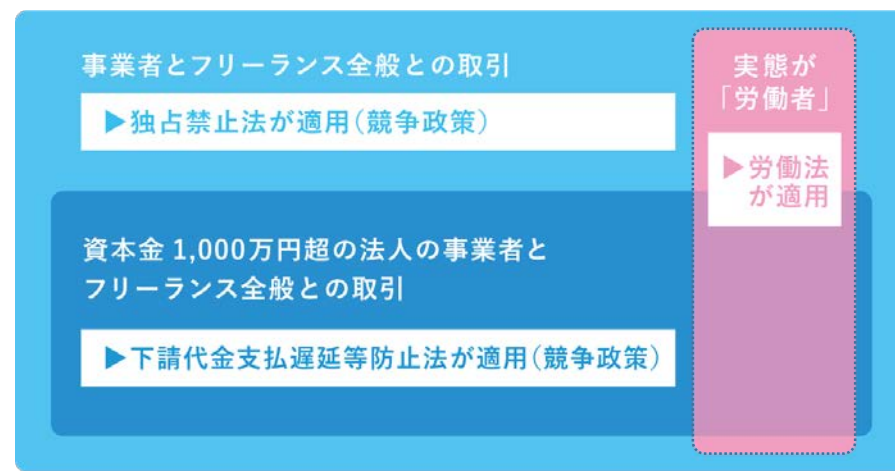 事業者とフリーランス全般との取引
▶独占禁止法が適用(競争政策)
実態が
「労働者」
▶労働法
が適用
資本金1,000万円超の法人の事業者と
フリーランス全般との取引
▶下請代金支払遅延等防止法が適用(競争政策)